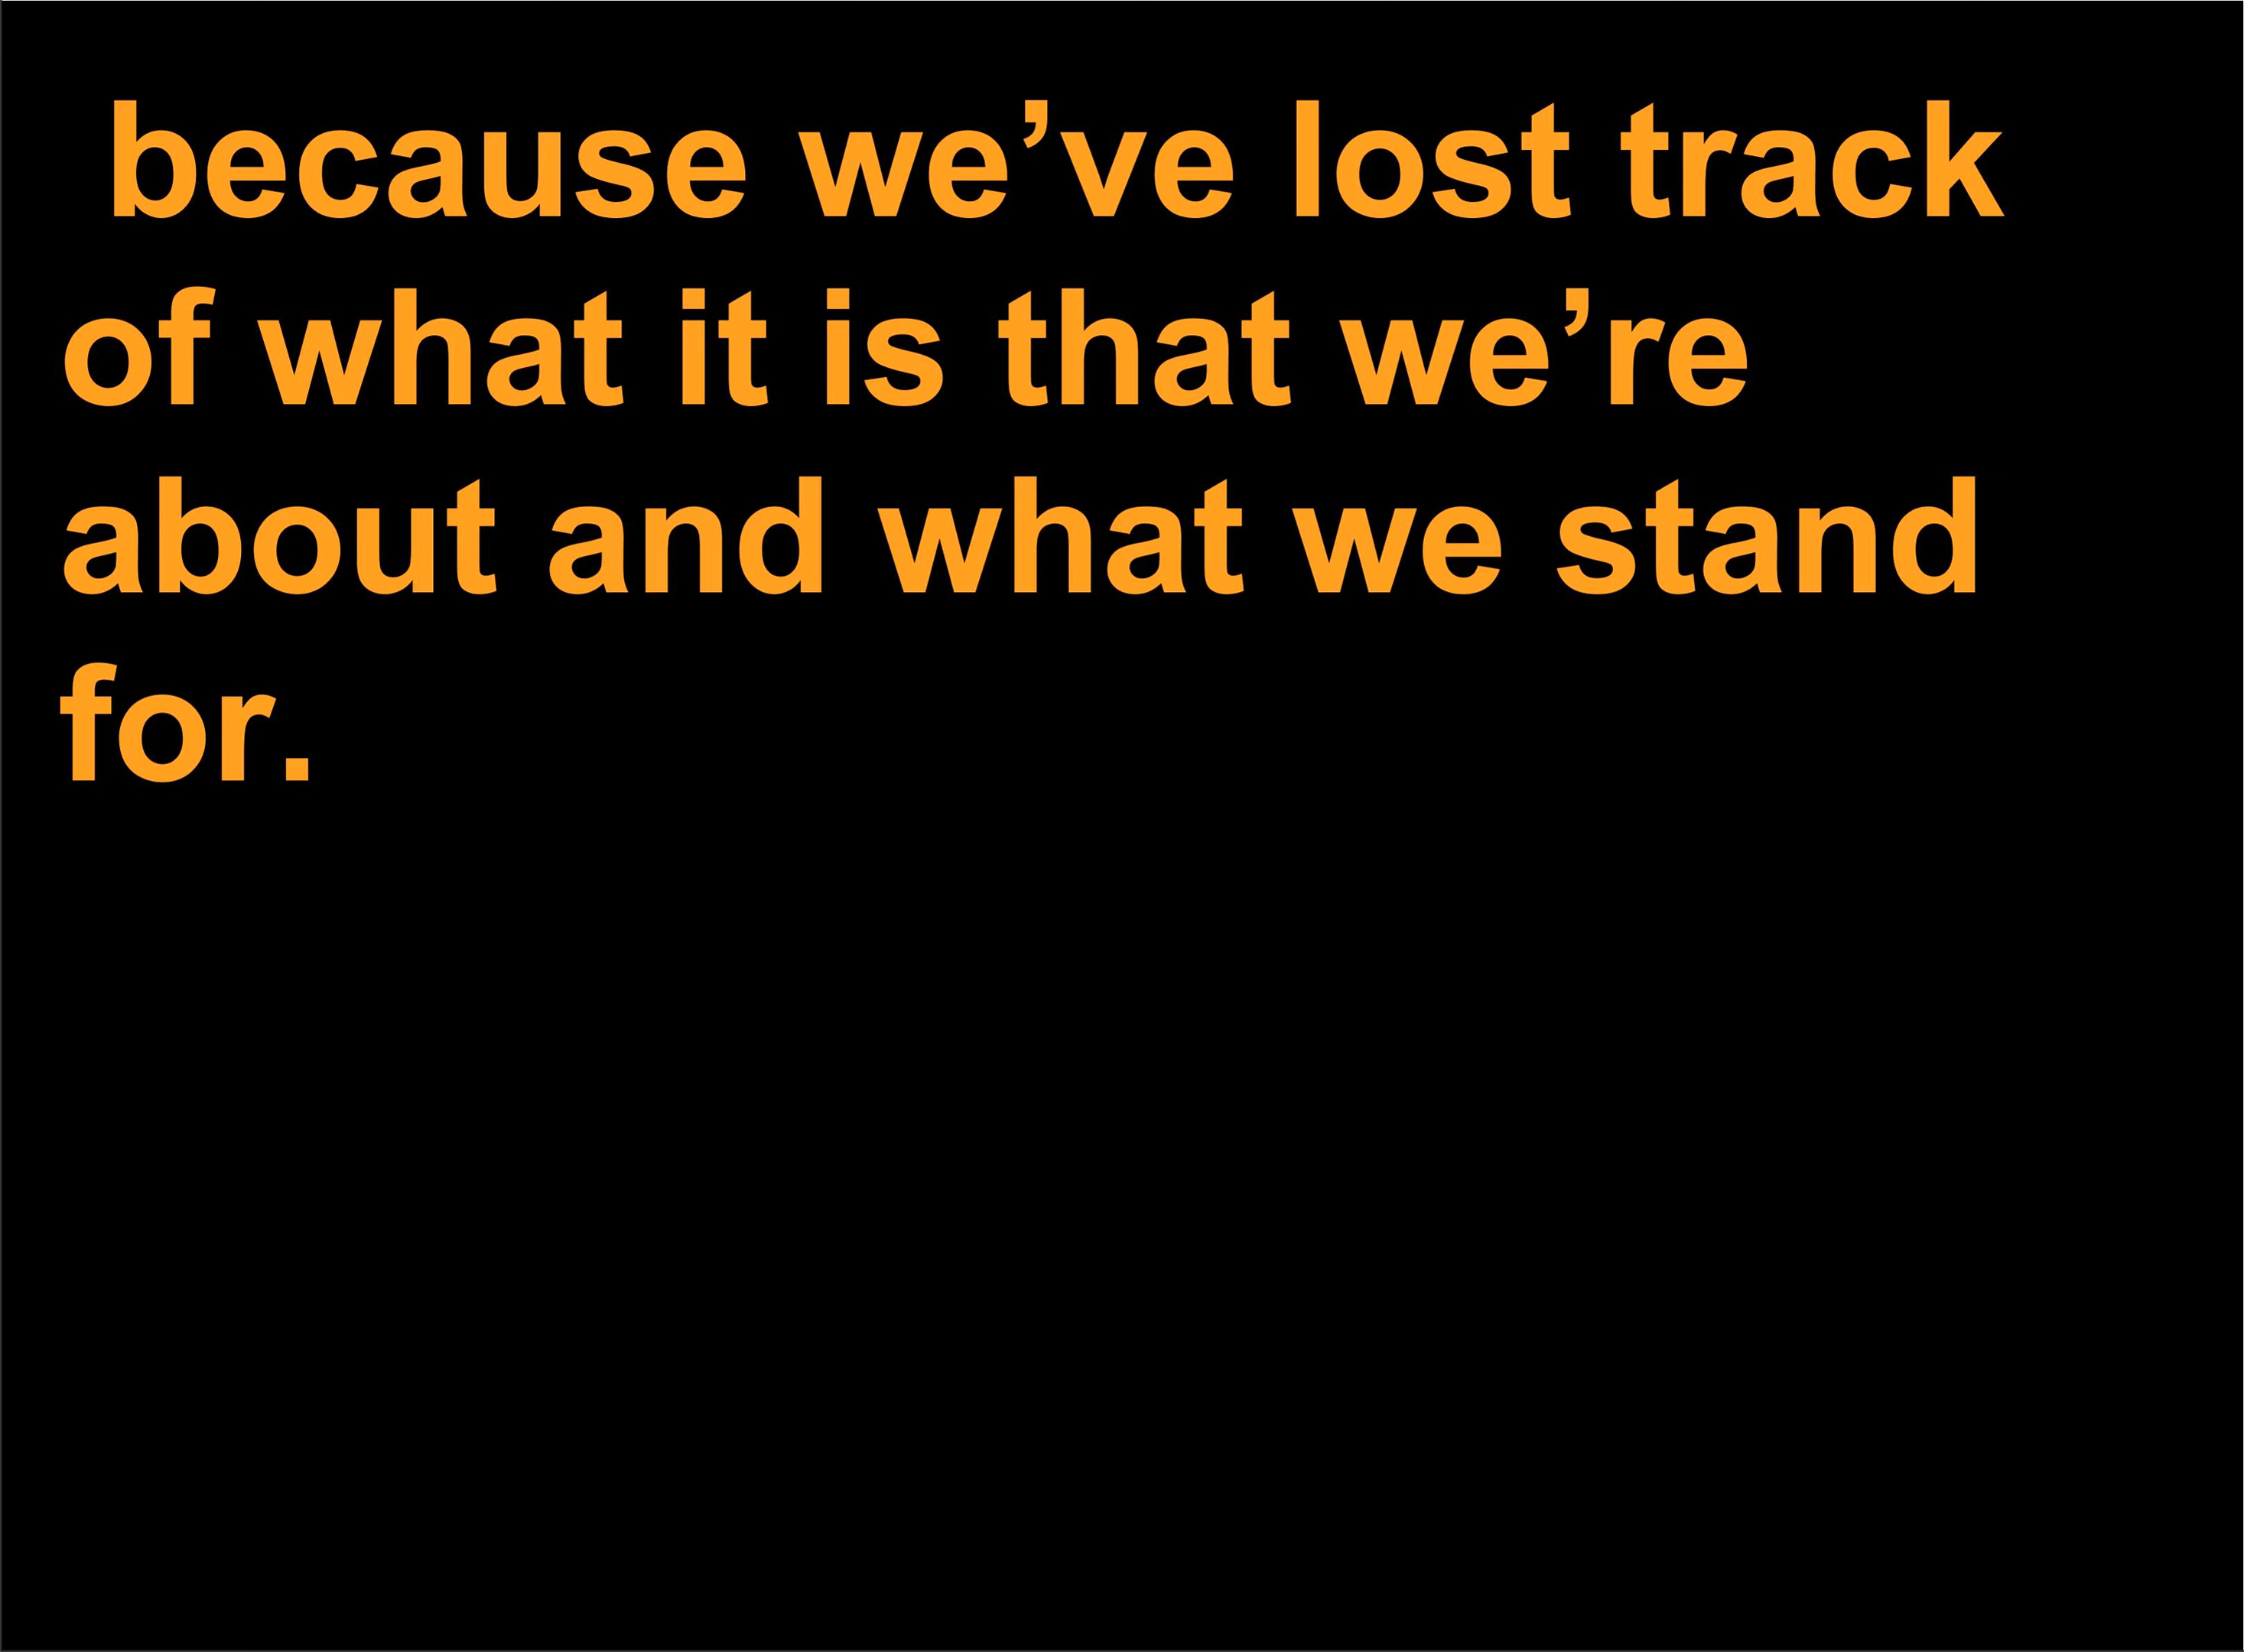 because we’ve lost track
of what it is that we’re
about and what we stand
for.